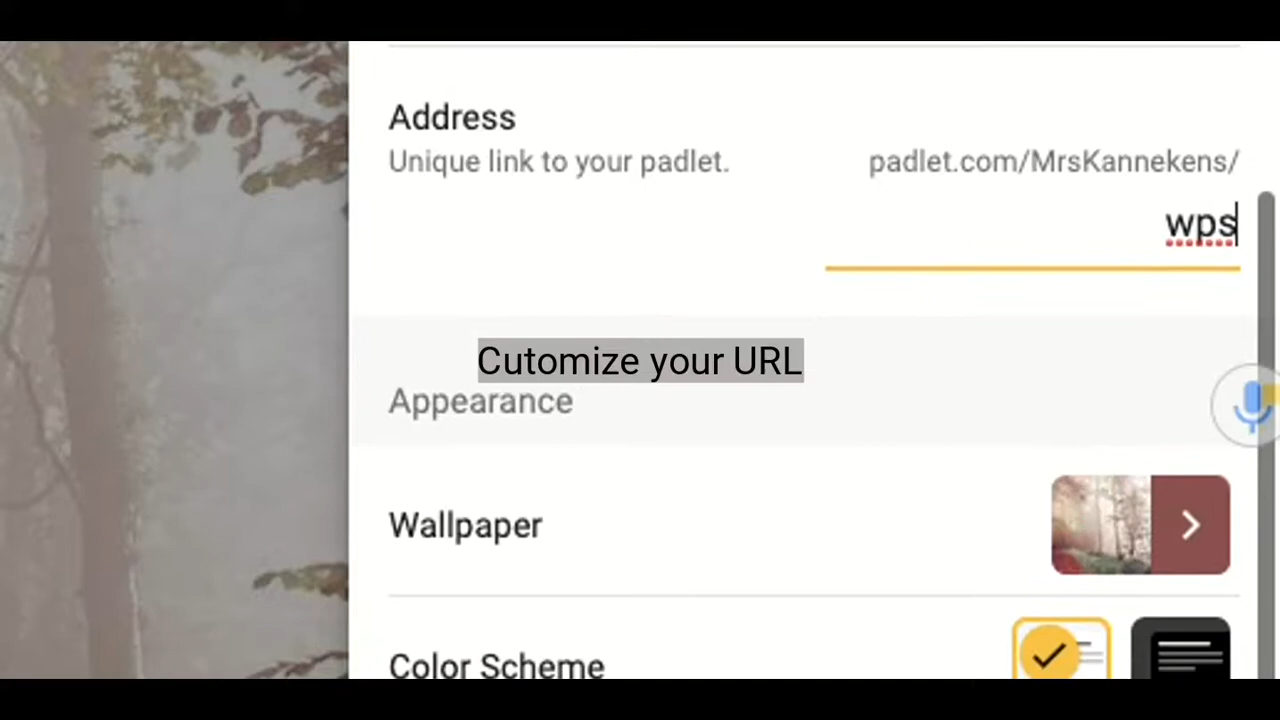 Address
Unique link to your padlet. padlet.com/MrsKannekens/
wps
Cutomize your URL
Appearance
Wallpaper
Color Scheme